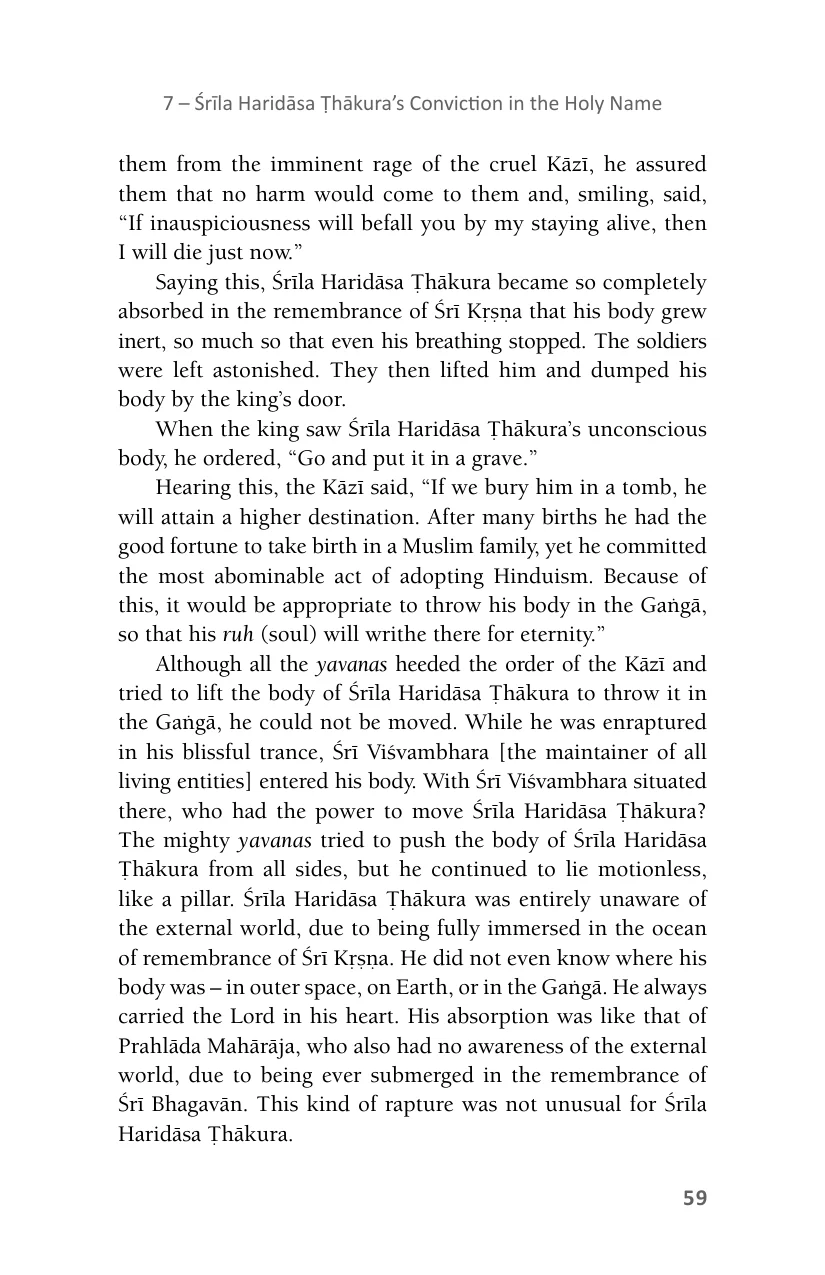 7 – Śrīla Haridāsa Ṭhākura’s Conviction in the Holy Name
them from the imminent rage of the cruel Kāzī, he assured
them that no harm would come to them and, smiling, said,
“If inauspiciousness will befall you by my staying alive, then
I will die just now.”
Saying this, Śrīla Haridāsa Ṭhākura became so completely
absorbed in the remembrance of Śrī Kṛṣṇa that his body grew
inert, so much so that even his breathing stopped. The soldiers
were left astonished. They then lifted him and dumped his
body by the king’s door.
When the king saw Śrīla Haridāsa Ṭhākura’s unconscious
body, he ordered, “Go and put it in a grave.”
Hearing this, the Kāzī said, “If we bury him in a tomb, he
will attain a higher destination. After many births he had the
good fortune to take birth in a Muslim family, yet he committed
the most abominable act of adopting Hinduism. Because of
this, it would be appropriate to throw his body in the Gaṅgā,
so that his ruh (soul) will writhe there for eternity.”
Although all the yavanas heeded the order of the Kāzī and
tried to lift the body of Śrīla Haridāsa Ṭhākura to throw it in
the Gaṅgā, he could not be moved. While he was enraptured
in his blissful trance, Śrī Viśvambhara [the maintainer of all
living entities] entered his body. With Śrī Viśvambhara situated
there, who had the power to move Śrīla Haridāsa Ṭhākura?
The mighty yavanas tried to push the body of Śrīla Haridāsa
Ṭhākura from all sides, but he continued to lie motionless,
like a pillar. Śrīla Haridāsa Ṭhākura was entirely unaware of
the external world, due to being fully immersed in the ocean
of remembrance of Śrī Kṛṣṇa. He did not even know where his
body was – in outer space, on Earth, or in the Gaṅgā. He always
carried the Lord in his heart. His absorption was like that of
Prahlāda Mahārāja, who also had no awareness of the external
world, due to being ever submerged in the remembrance of
Śrī Bhagavān. This kind of rapture was not unusual for Śrīla
Haridāsa Ṭhākura.
59